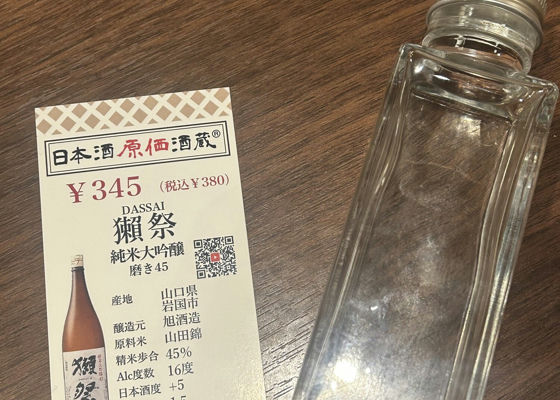 日本酒原価酒蔵®
￥345 (税込￥380)
DASSAI
獺祭
純米大吟醸
磨き45
産地 山口県
岩国市
醸造元 旭酒造
原料米 山田錦
精米歩合 45%
Alc度数 16度
日本酒度 +5
獺祭